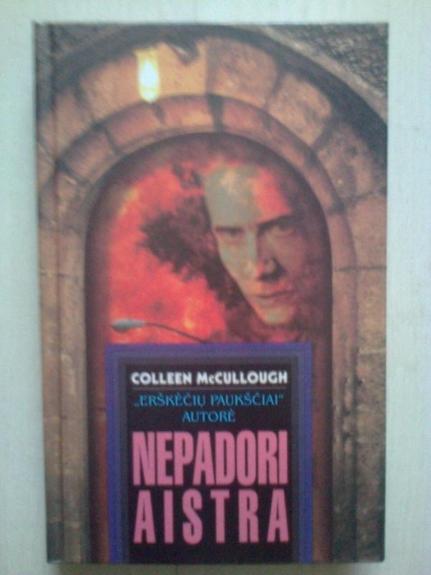 COLLEEN McCULLOUGH
„ERŠKĖČIŲ PAUKŠČIAI“
AUTORĖ
NEPADORI
AISTRA